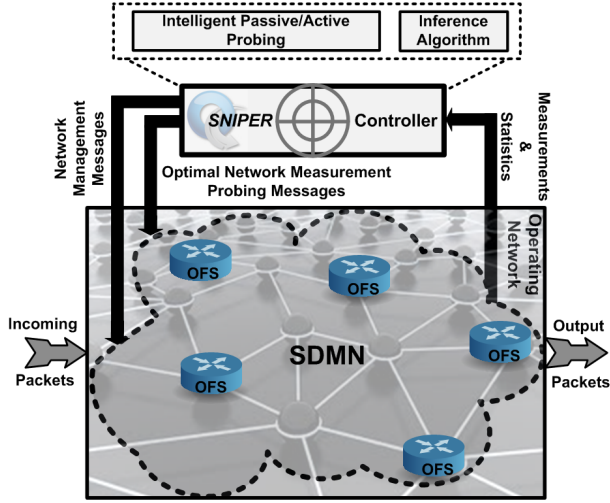 Intelligent Passive/Active
Probing
Inference
Algorithm
SNIPER
Controller
Network
Management
Messages
Optimal Network Measurement
Probing Messages
Measurements
&
Statistics
Operating
Network
OFS
OFS
Incoming
Packets
SDMN
OFS
OFS
Output
Packets
OFS